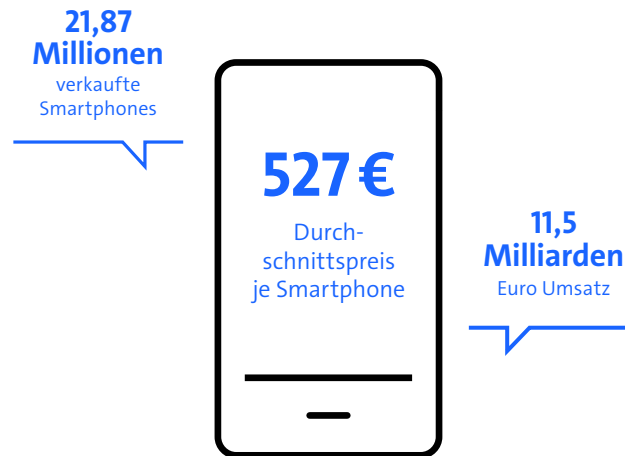 21,87
Millionen
verkaufte
Smartphones
527 €
Durch-
schnittspreis
je Smartphone
11,5
Milliarden
Euro Umsatz